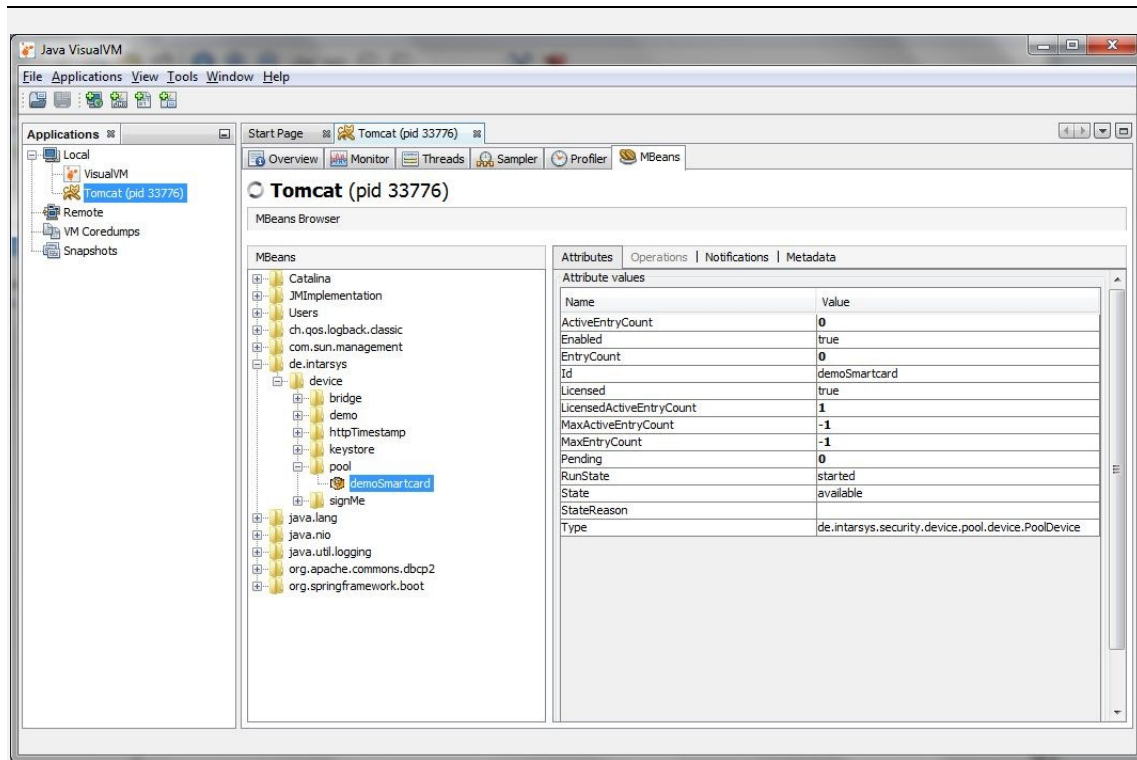 Java VisualVM
File Applications View Tools Window Help
Applications
Local
VisualVM
Tomcat (pid 33776)
Remote
VM Coredumps
Snapshots
Start Page Tomcat (pid 33776)
Overview Monitor Threads Sampler Profiler MBeans
Tomcat (pid 33776)
MBeans Browser
MBeans
Catalina
JMImplementation
Users
ch.qos.logback.classic
com.sun.management
de.intarsys
device
bridge
demo
httpTimestamp
keystore
pool
demoSmartcard
signMe
java.lang
java.nio
java.util.logging
org.apache.commons.dbcp2
org.springframework.boot
Attributes Operations Notifications Metadata
Attribute values
Name Value
ActiveEntryCount 0
Enabled true
EntryCount 0
Id demoSmartcard
Licensed true
LicensedActiveEntryCount 1
MaxActiveEntryCount -1
MaxEntryCount -1
Pending 0
RunState started
State available
StateReason
Type de.intarsys.security.device.pool.device.PoolDevice